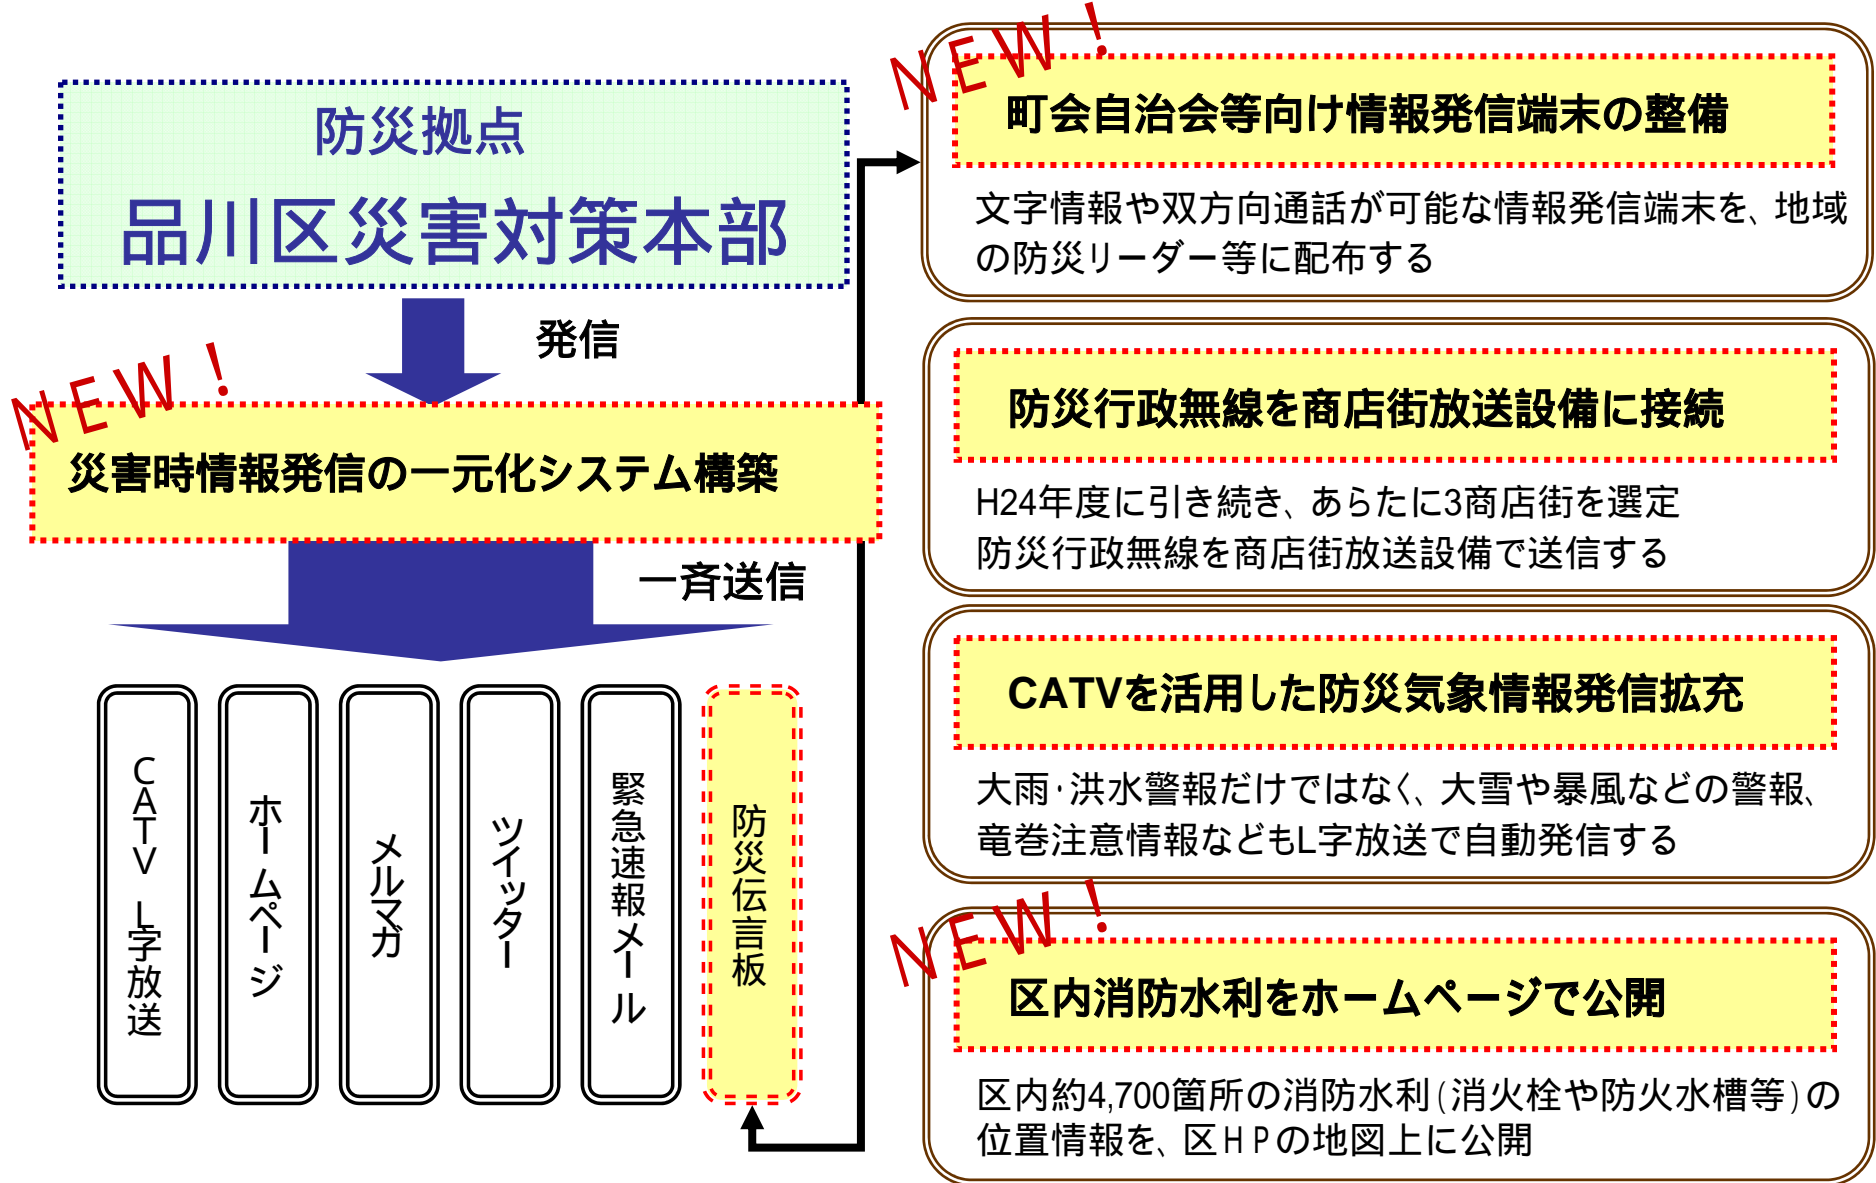 防災拠点
品川区災害対策本部
発信
NEW!
災害時情報発信の一元化システム構築
一斉送信
CATV L字放送
ホームページ
メルマガ
ツイッター
緊急速報メール
防災伝言板
NEW!
町会自治会等向け情報発信端末の整備
文字情報や双方向通話が可能な情報発信端末を、地域
の防災リーダー等に配布する
防災行政無線を商店街放送設備に接続
H24年度に引き続き、あらたに3商店街を選定
防災行政無線を商店街放送設備で送信する
CATVを活用した防災気象情報発信拡充
大雨・洪水警報だけではなく、大雪や暴風などの警報、
竜巻注意情報などもL字放送で自動発信する
NEW!
区内消防水利をホームページで公開
区内約4,700箇所の消防水利(消火栓や防火水槽等)の
位置情報を、区HPの地図上に公開